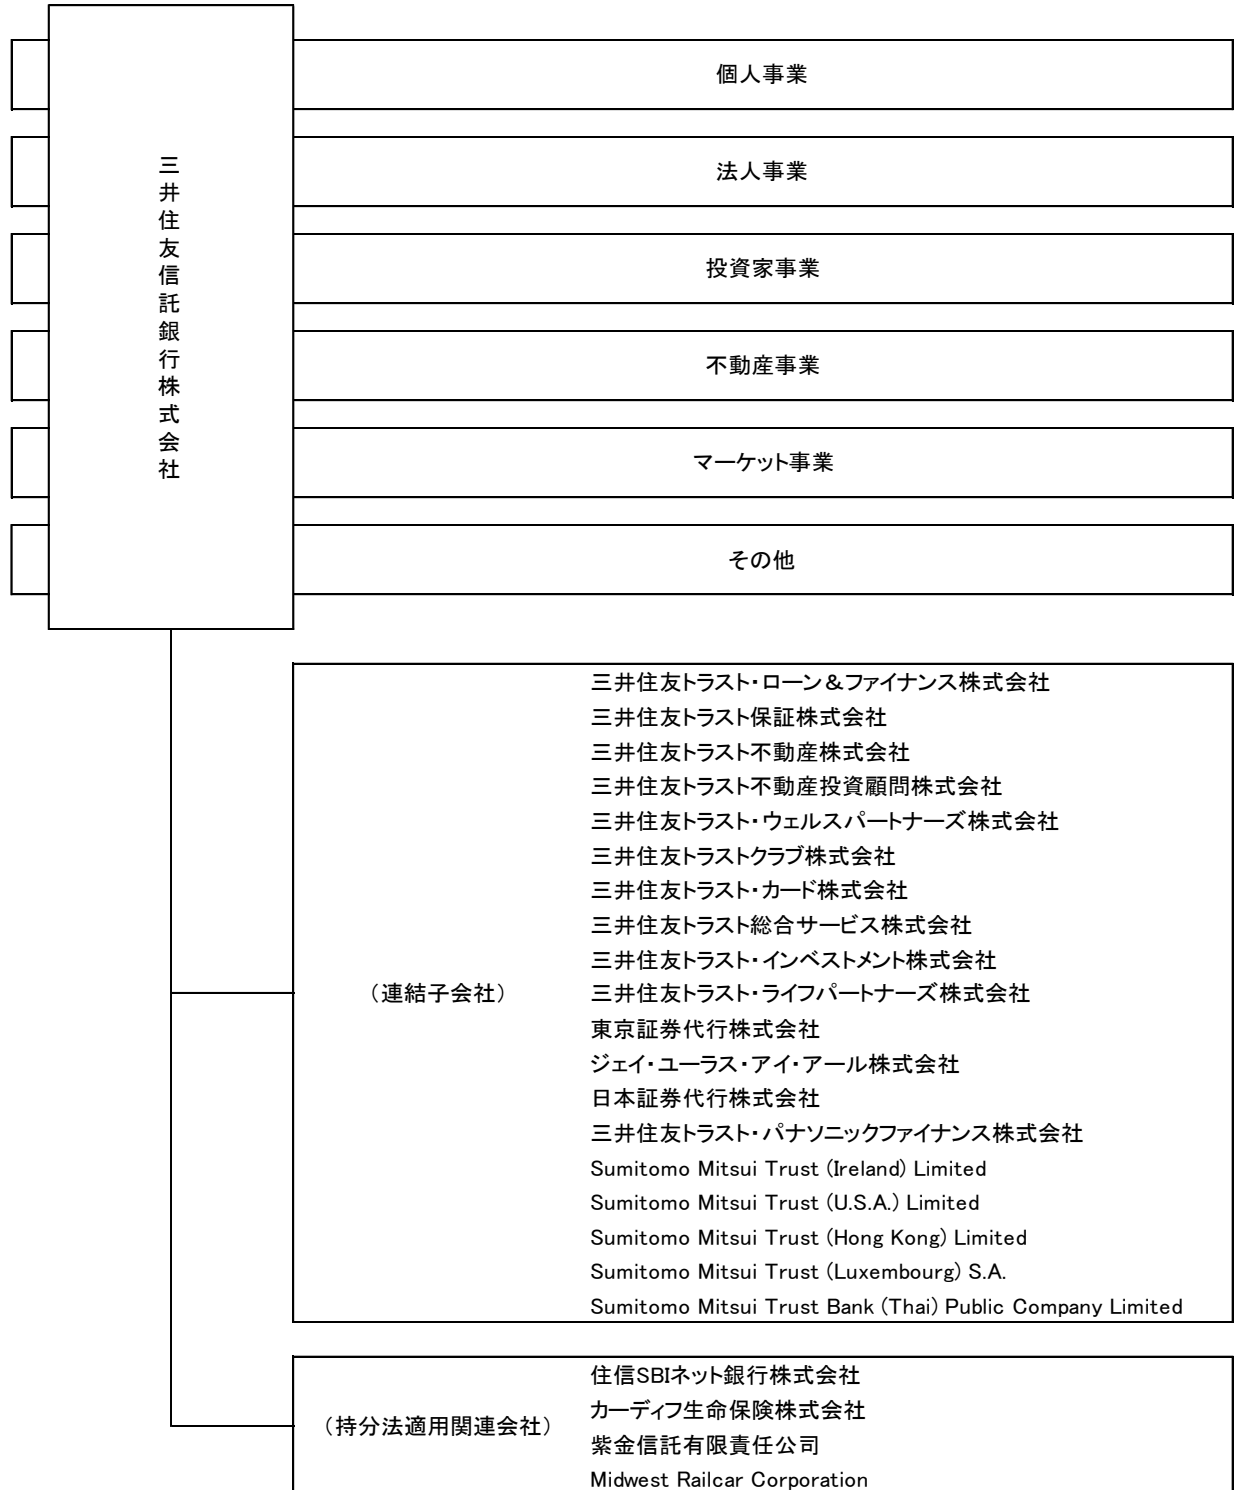 三井住友信託銀行株式会社
個人事業
法人事業
投資家事業
不動産事業
マーケット事業
その他
（連結子会社）
三井住友トラスト・ローン＆ファイナンス株式会社
三井住友トラスト保証株式会社
三井住友トラスト不動産株式会社
三井住友トラスト不動産投資顧問株式会社
三井住友トラスト・ウェルスパートナーズ株式会社
三井住友トラストクラブ株式会社
三井住友トラスト・カード株式会社
三井住友トラスト総合サービス株式会社
三井住友トラスト・インベストメント株式会社
三井住友トラスト・ライフパートナーズ株式会社
東京証券代行株式会社
ジェイ・ユーラス・アイ・アール株式会社
日本証券代行株式会社
三井住友トラスト・パナソニックファイナンス株式会社
Sumitomo Mitsui Trust (Ireland) Limited
Sumitomo Mitsui Trust (U.S.A.) Limited
Sumitomo Mitsui Trust (Hong Kong) Limited
Sumitomo Mitsui Trust (Luxembourg) S.A.
Sumitomo Mitsui Trust Bank (Thai) Public Company Limited
（持分法適用関連会社）
住信SBIネット銀行株式会社
カーディフ生命保険株式会社
紫金信託有限責任公司
Midwest Railcar Corporation